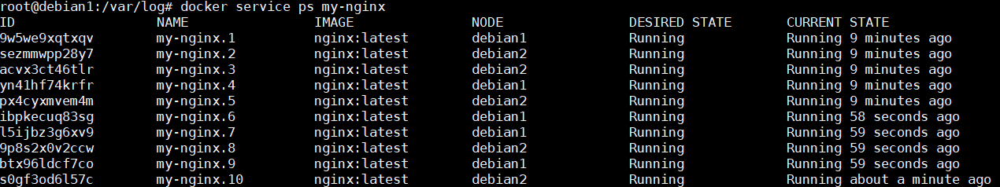 root@debian1:/var/log# docker service ps my-nginx
ID NAME IMAGE NODE DESIRED STATE CURRENT STATE
9w5we9xqtxqv my-nginx.1 nginx:latest debian1 Running Running 9 minutes ago
sezmmwpp28y7 my-nginx.2 nginx:latest debian2 Running Running 9 minutes ago
acvx3ct46tlr my-nginx.3 nginx:latest debian2 Running Running 9 minutes ago
yn41hf74krfr my-nginx.4 nginx:latest debian1 Running Running 9 minutes ago
px4cyxmvem4m my-nginx.5 nginx:latest debian2 Running Running 9 minutes ago
ibpkecuq83sg my-nginx.6 nginx:latest debian1 Running Running 58 seconds ago
l5ijbz3g6xv9 my-nginx.7 nginx:latest debian1 Running Running 59 seconds ago
9p8s2x0v2ccw my-nginx.8 nginx:latest debian2 Running Running 59 seconds ago
btx96ldcf7co my-nginx.9 nginx:latest debian1 Running Running 59 seconds ago
s0gf3od6l57c my-nginx.10 nginx:latest debian2 Running Running about a minute ago